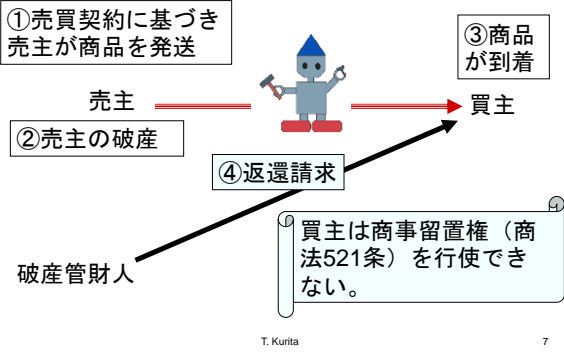 ①売買契約に基づき
売主が商品を発送
③商品
が到着
売主
買主
②売主の破産
④返還請求
買主は商事留置権（商
法521条）を行使でき
ない。
破産管財人
T. Kurita
7